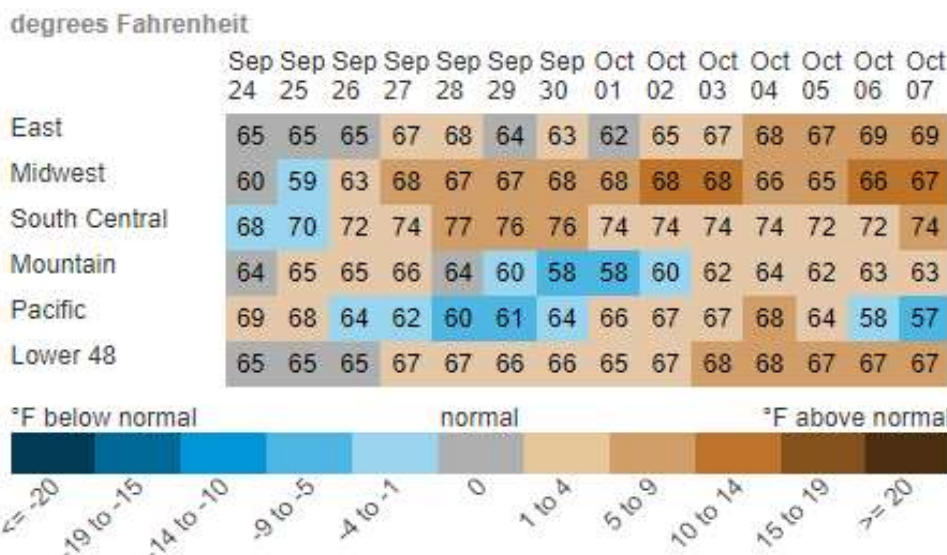 degrees Fahrenheit
Sep Sep Sep Sep Sep Sep Sep Oct Oct Oct Oct Oct Oct Oct
24 25 26 27 28 29 30 01 02 03 04 05 06 07
East 65 65 65 67 68 64 63 62 65 67 68 67 69 69
Midwest 60 59 63 68 67 67 68 68 68 68 66 65 66 67
South Central 68 70 72 74 77 76 76 74 74 74 74 72 72 74
Mountain 64 65 65 66 64 60 58 58 60 62 64 62 63 63
Pacific 69 68 64 62 60 61 64 66 67 67 68 64 58 57
Lower 48 65 65 65 67 67 66 66 65 67 68 68 67 67 67
°F below normal normal °F above normal
<= -20 -19 to -15 -14 to -10 -9 to -5 -4 to -1 0 1 to 4 5 to 9 10 to 14 15 to 19 >= 20